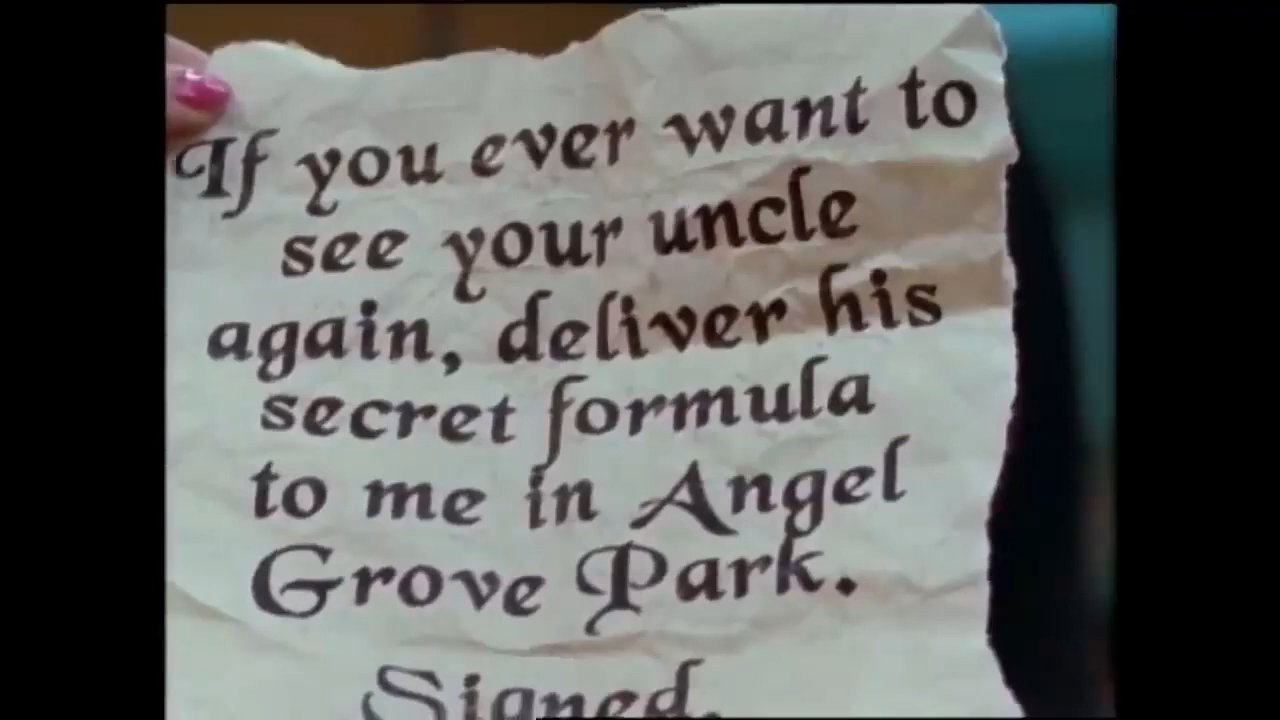 If you ever want to
see your uncle
again, deliver his
secret formula
to me in Angel
Grove Park.
Signed,